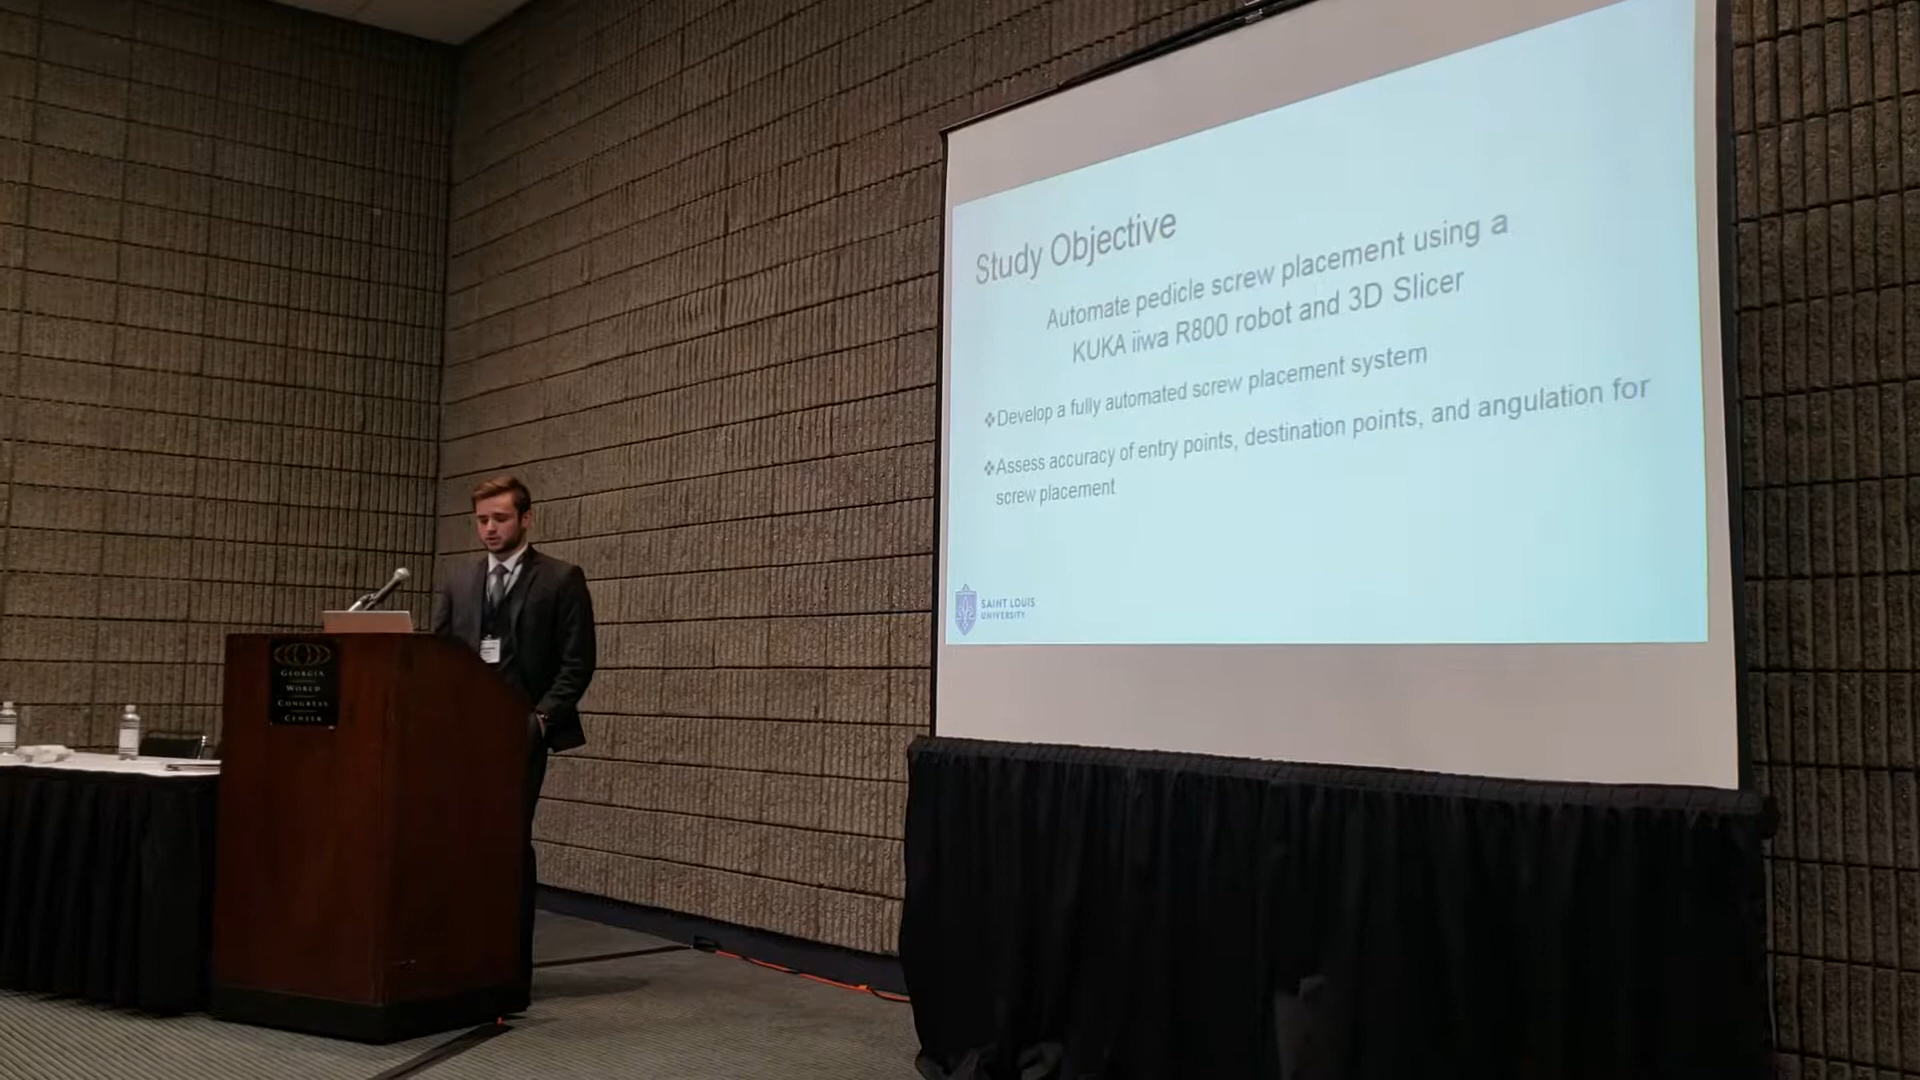 Study Objective
Automate pedicle screw placement using a
KUKA iiwa R800 robot and 3D Slicer
❖Develop a fully automated screw placement system
❖Assess accuracy of entry points, destination points, and angulation for
screw placement
SAINT LOUIS
UNIVERSITY
GEORGIA
WORLD
CONGRESS
CENTER